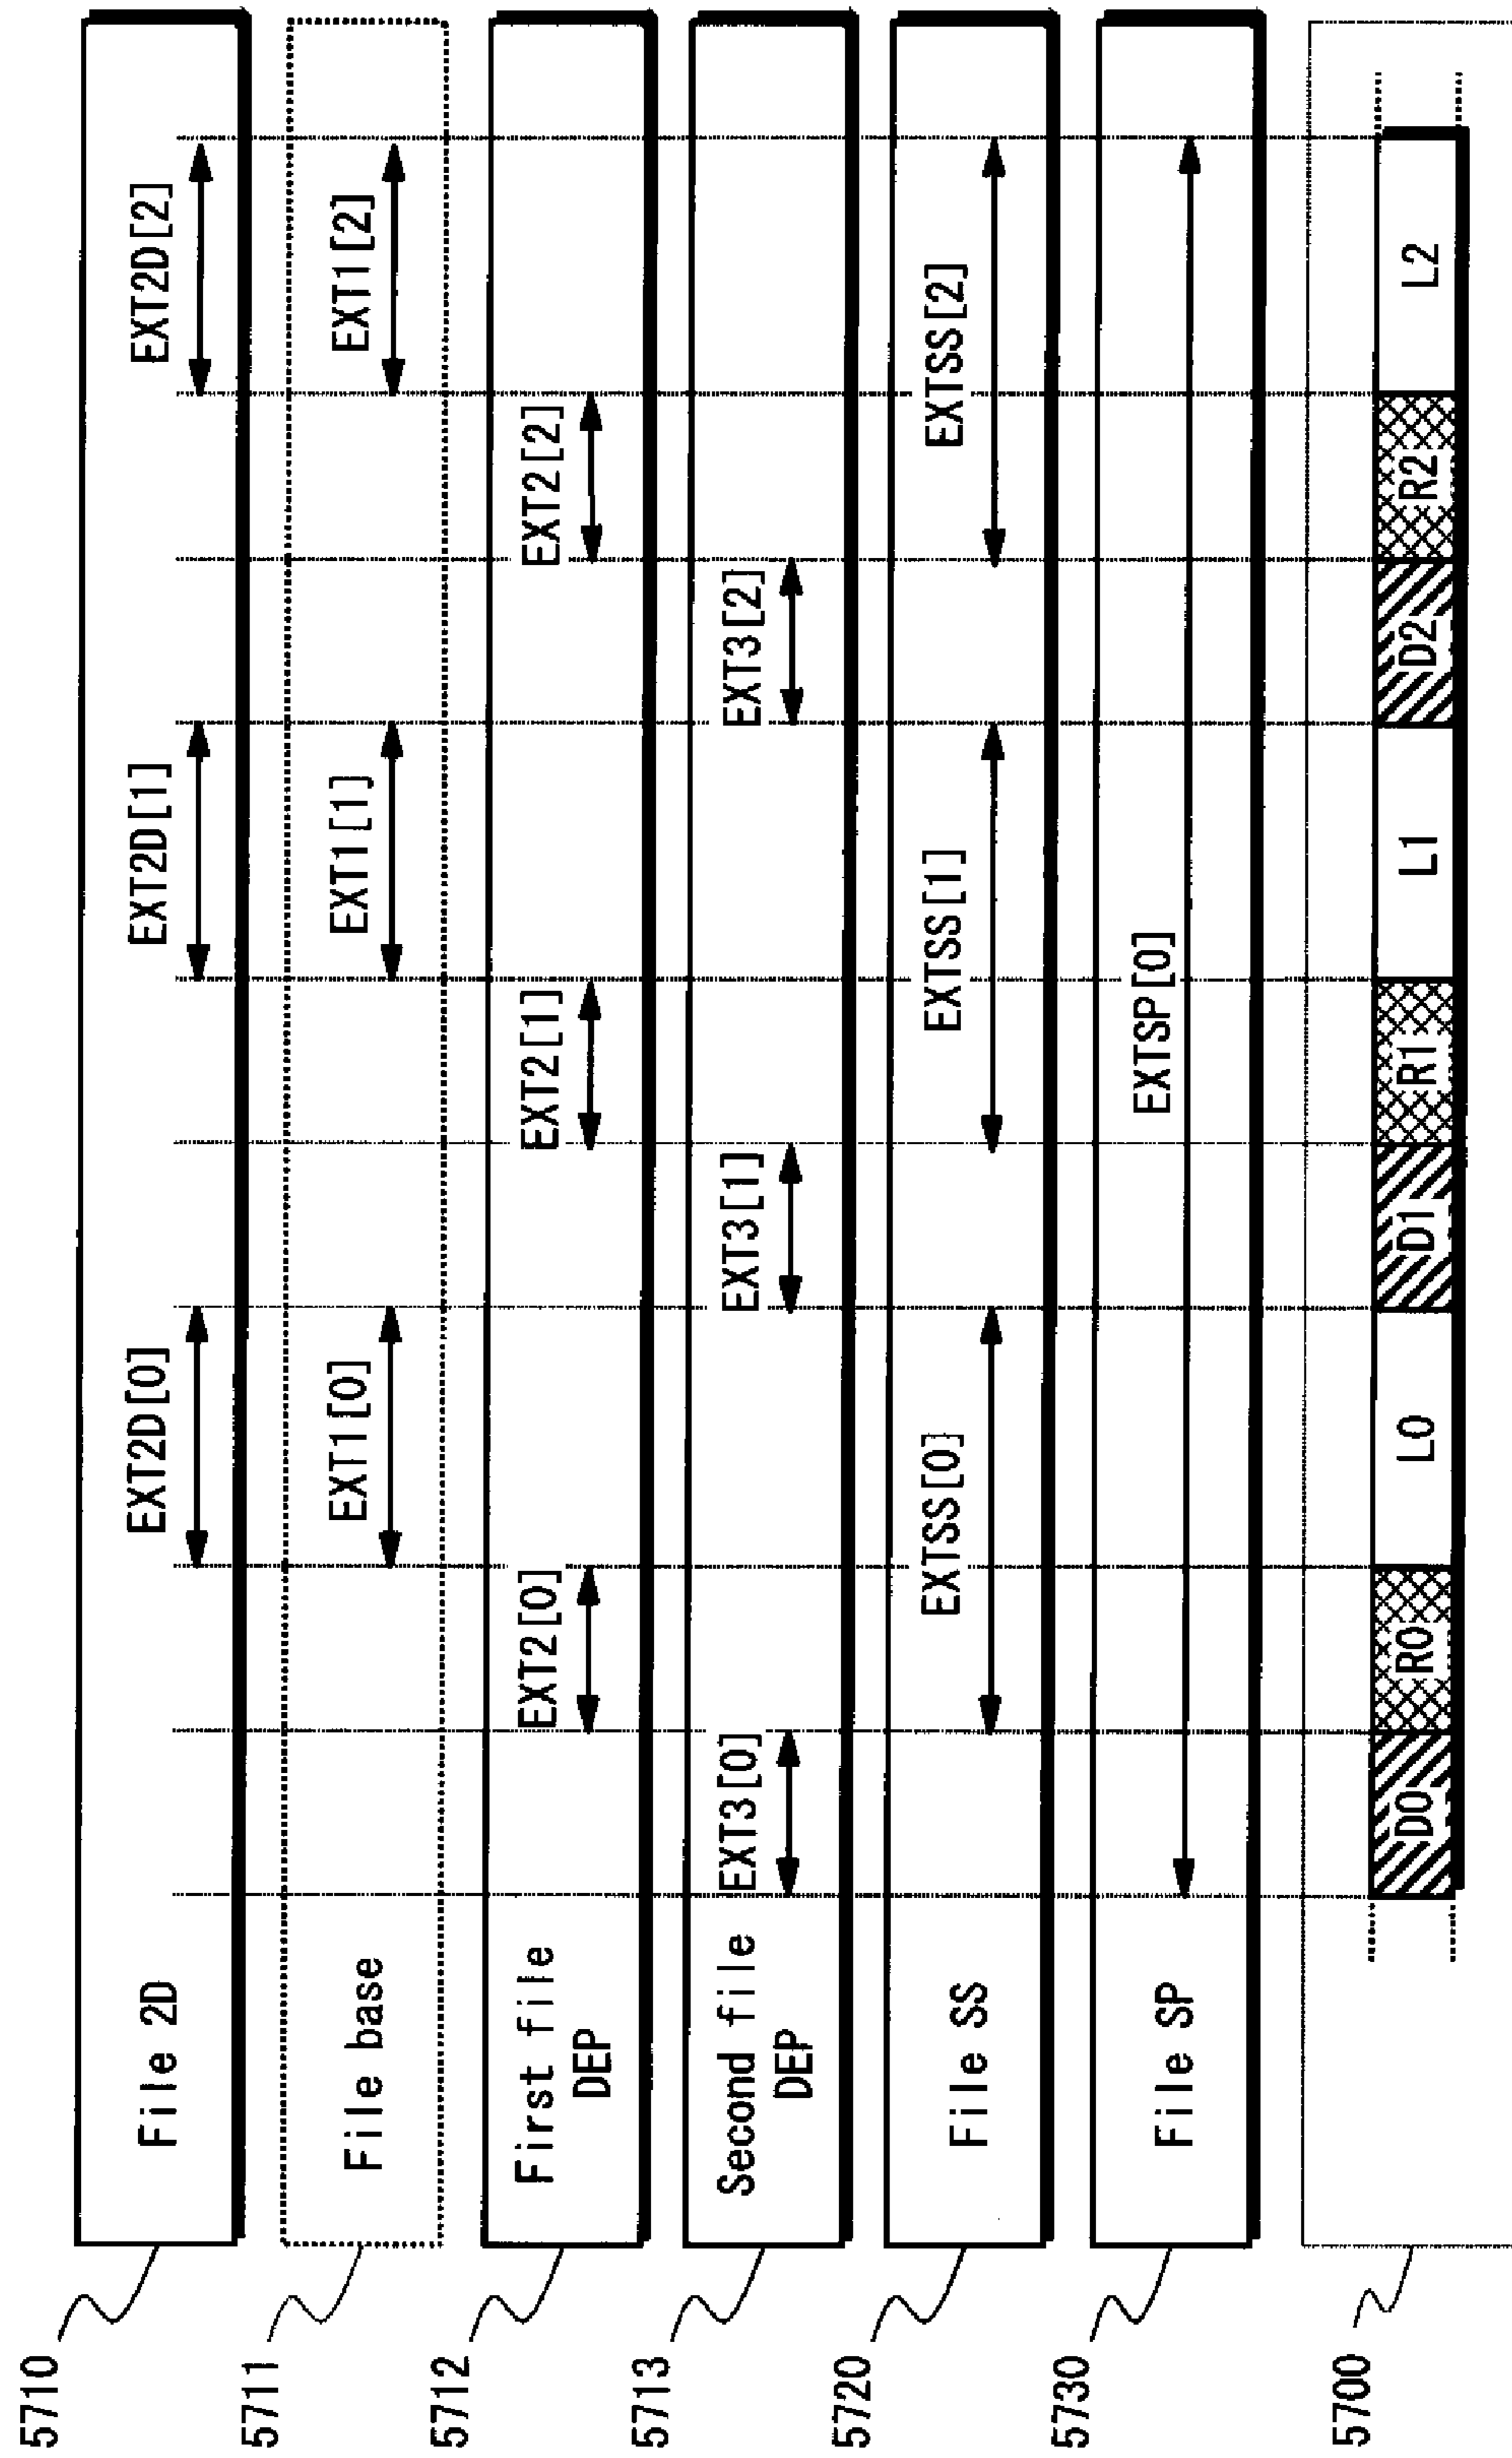 5710
File 2D
EXT2D[0]
EXT2D[1]
EXT2D[2]
5711
File base
EXT1[0]
EXT1[1]
EXT1[2]
5712
First file
DEP
EXT2[0]
EXT2[1]
EXT2[2]
5713
Second file
DEP
EXT3[0]
EXT3[1]
EXT3[2]
5720
File SS
EXTSS[0]
EXTSS[1]
EXTSS[2]
5730
File SP
EXTSP[0]
5700
D0 R0 L0 D1 R1 L1 D2 R2 L2